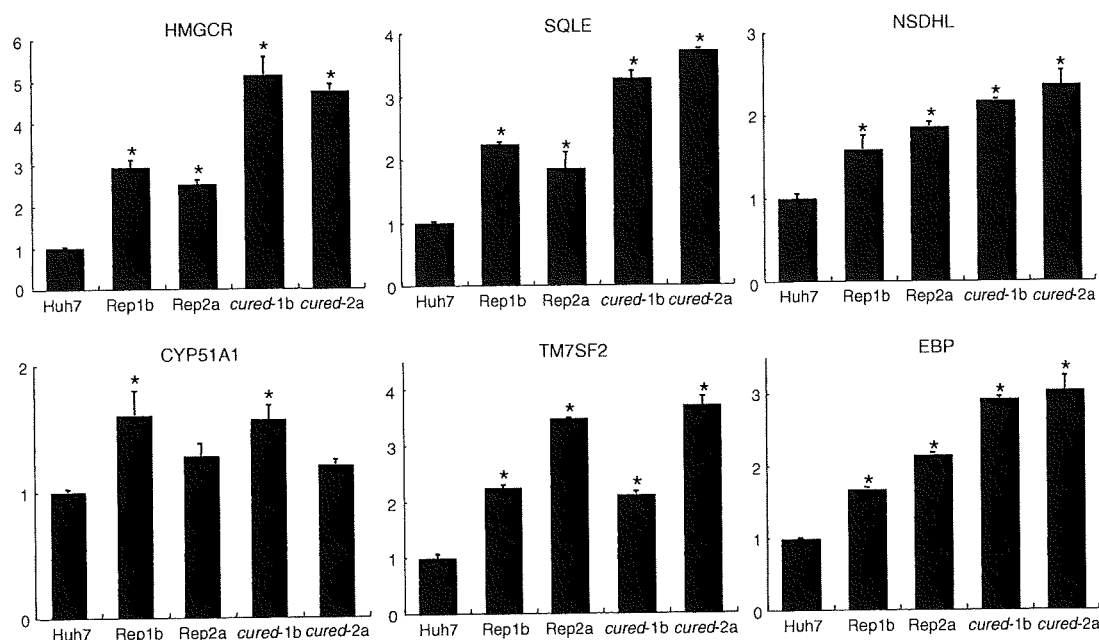 HMGCR
6
5
4
3
2
1
0
* * * *
Huh7 Rep1b Rep2a cured-1b cured-2a
SQLE
4
3
2
1
0
* * * *
Huh7 Rep1b Rep2a cured-1b cured-2a
NSDHL
3
2
1
0
* * * *
Huh7 Rep1b Rep2a cured-1b cured-2a
CYP51A1
2
1
0
* *
Huh7 Rep1b Rep2a cured-1b cured-2a
TM7SF2
4
3
2
1
0
* * * *
Huh7 Rep1b Rep2a cured-1b cured-2a
EBP
3
2
1
0
* * * *
Huh7 Rep1b Rep2a cured-1b cured-2a